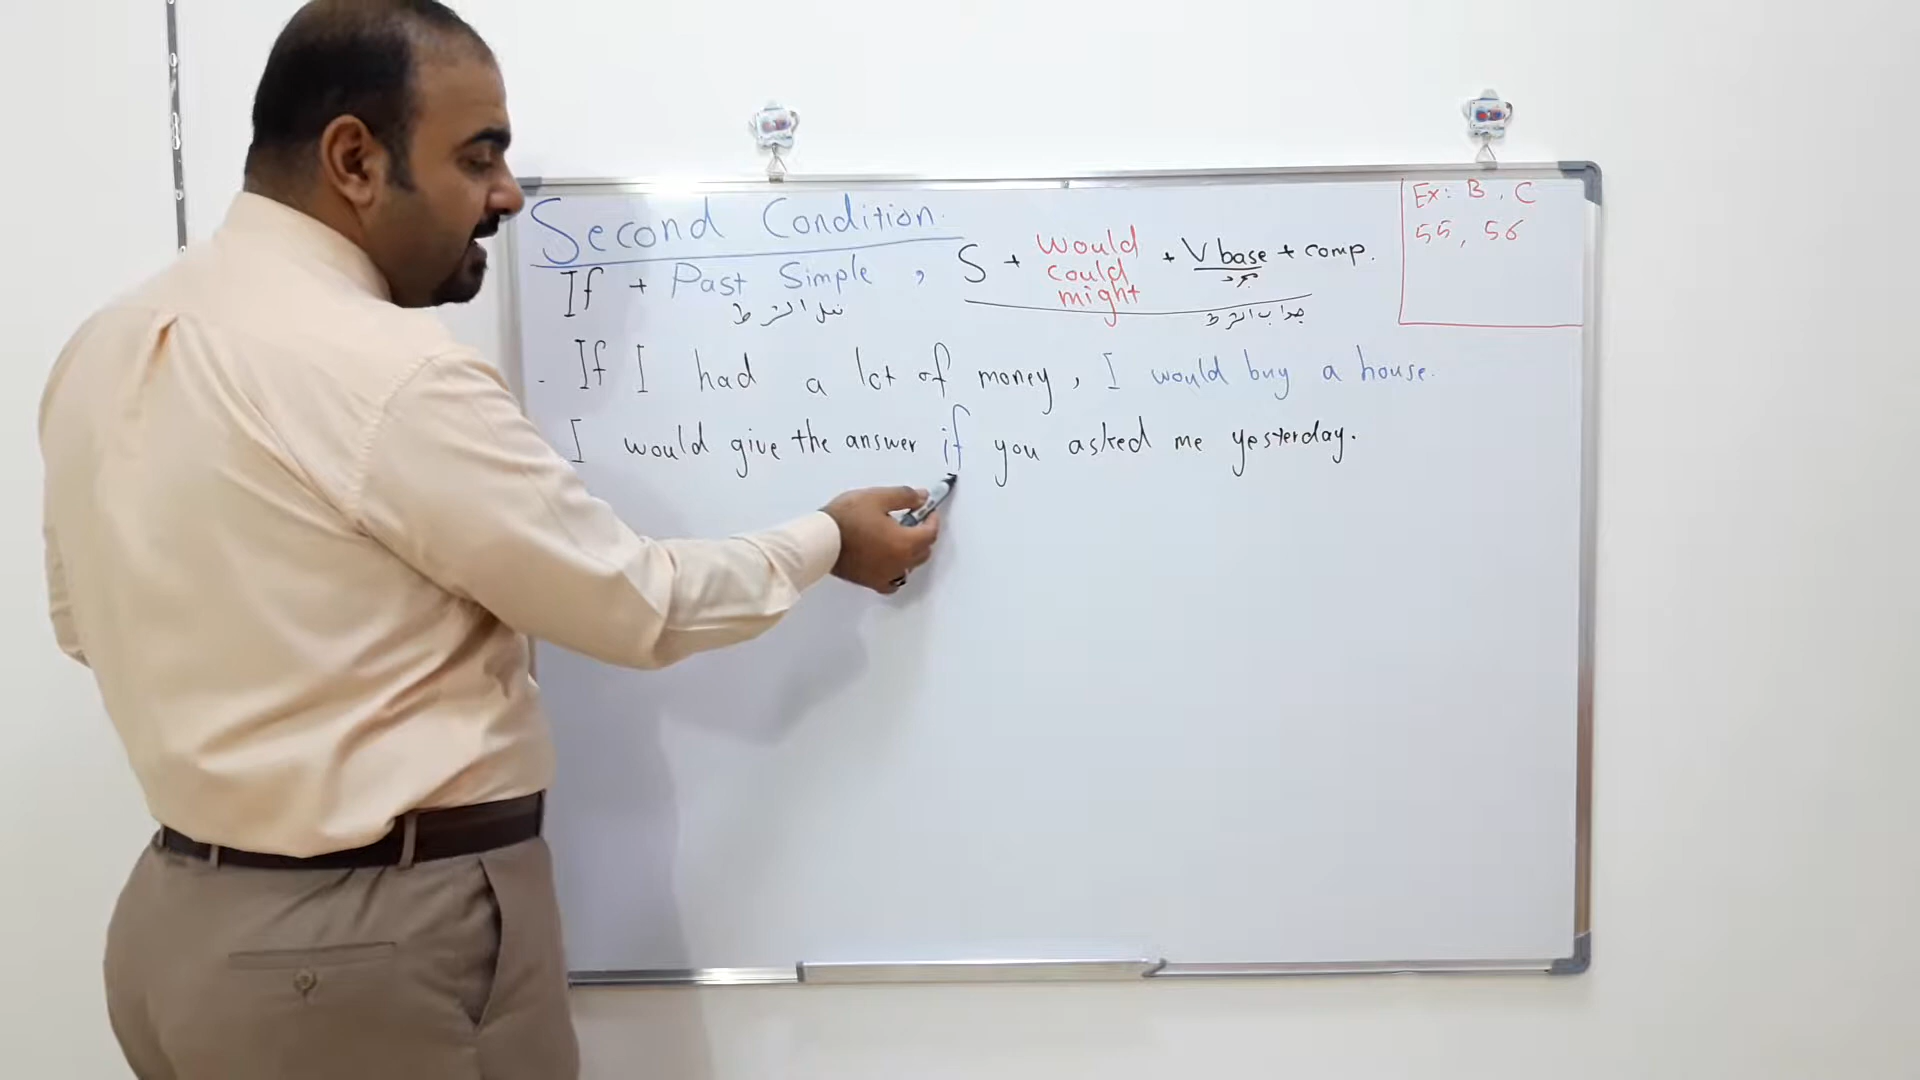 Second Condition.
If + Past Simple , S + would could might + V base + comp.
فعل الشرط
مجرد
جواب الشرط
Ex: B, C
55, 56
- If I had a lot of money, I would buy a house.
I would give the answer if you asked me yesterday.